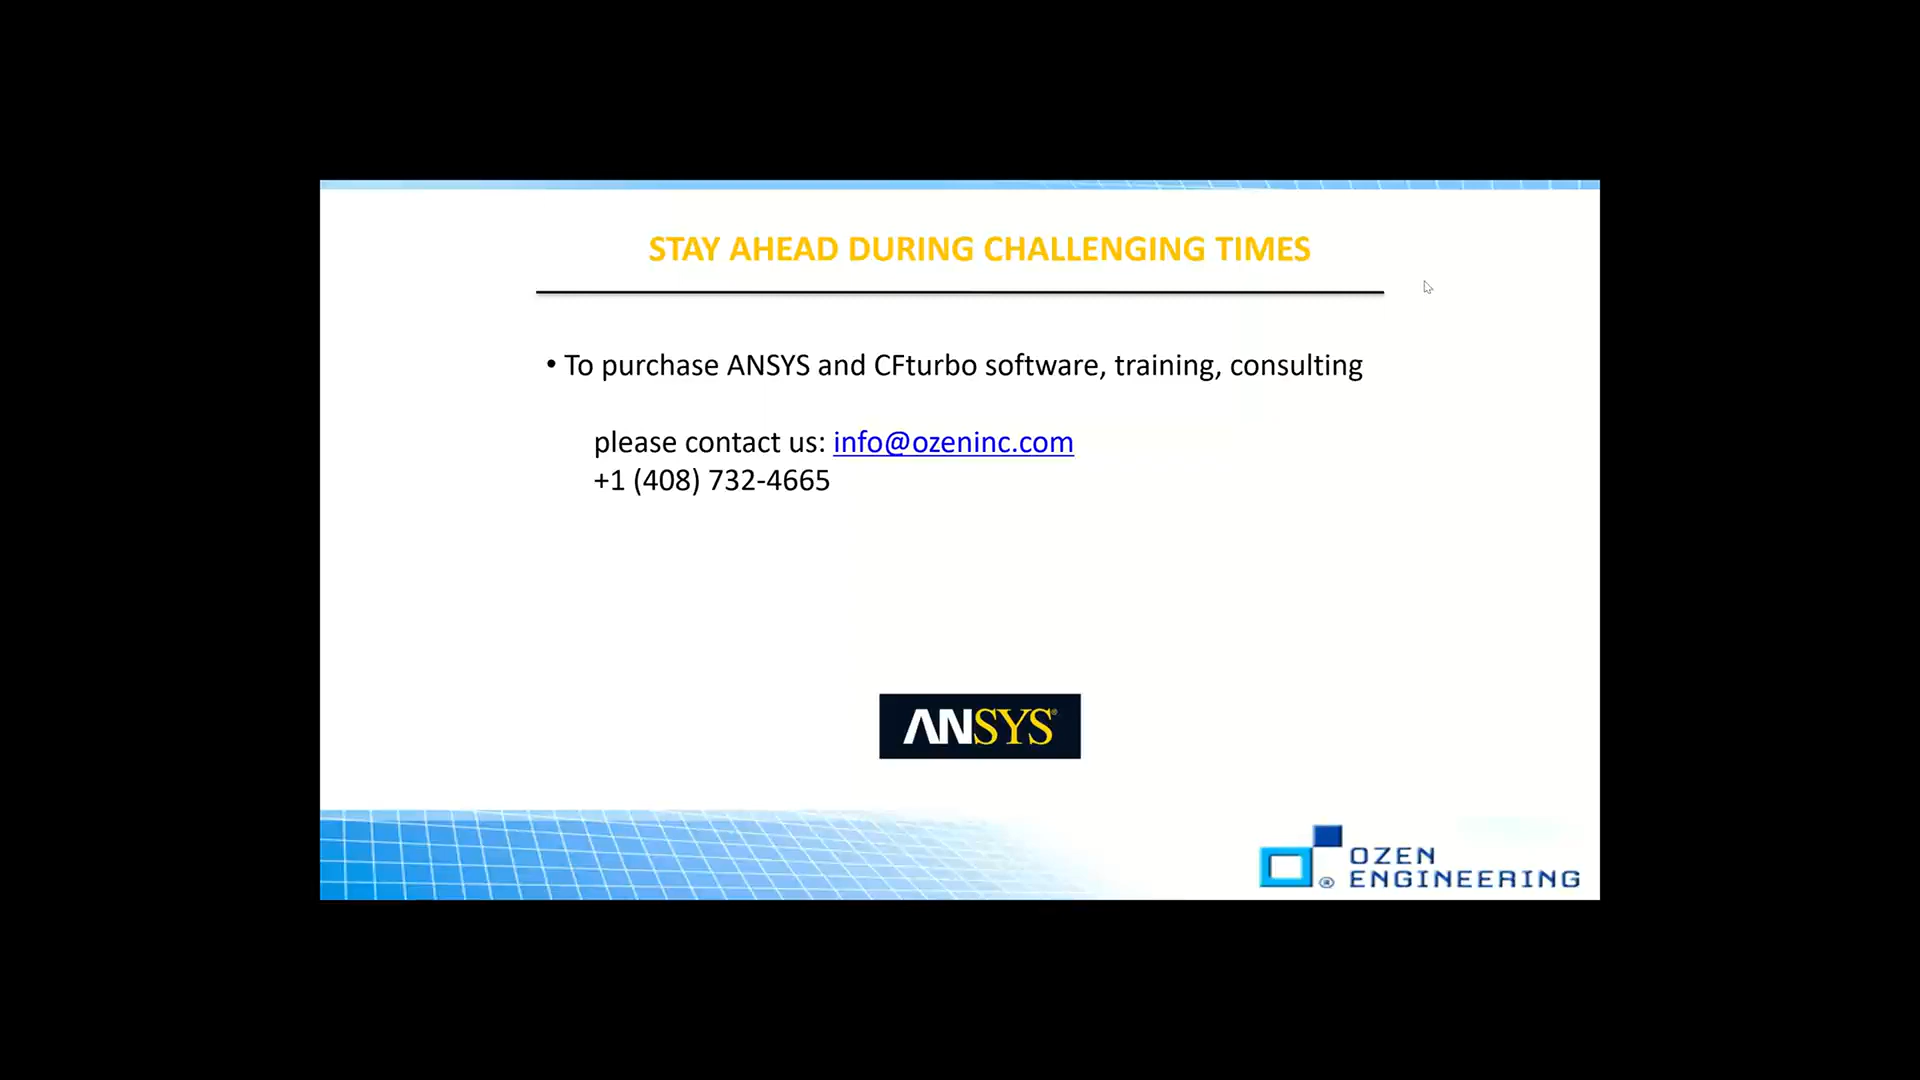 STAY AHEAD DURING CHALLENGING TIMES
• To purchase ANSYS and CFturbo software, training, consulting
please contact us: info@ozeninc.com
+1 (408) 732-4665
ANSYS®
OZEN
® ENGINEERING